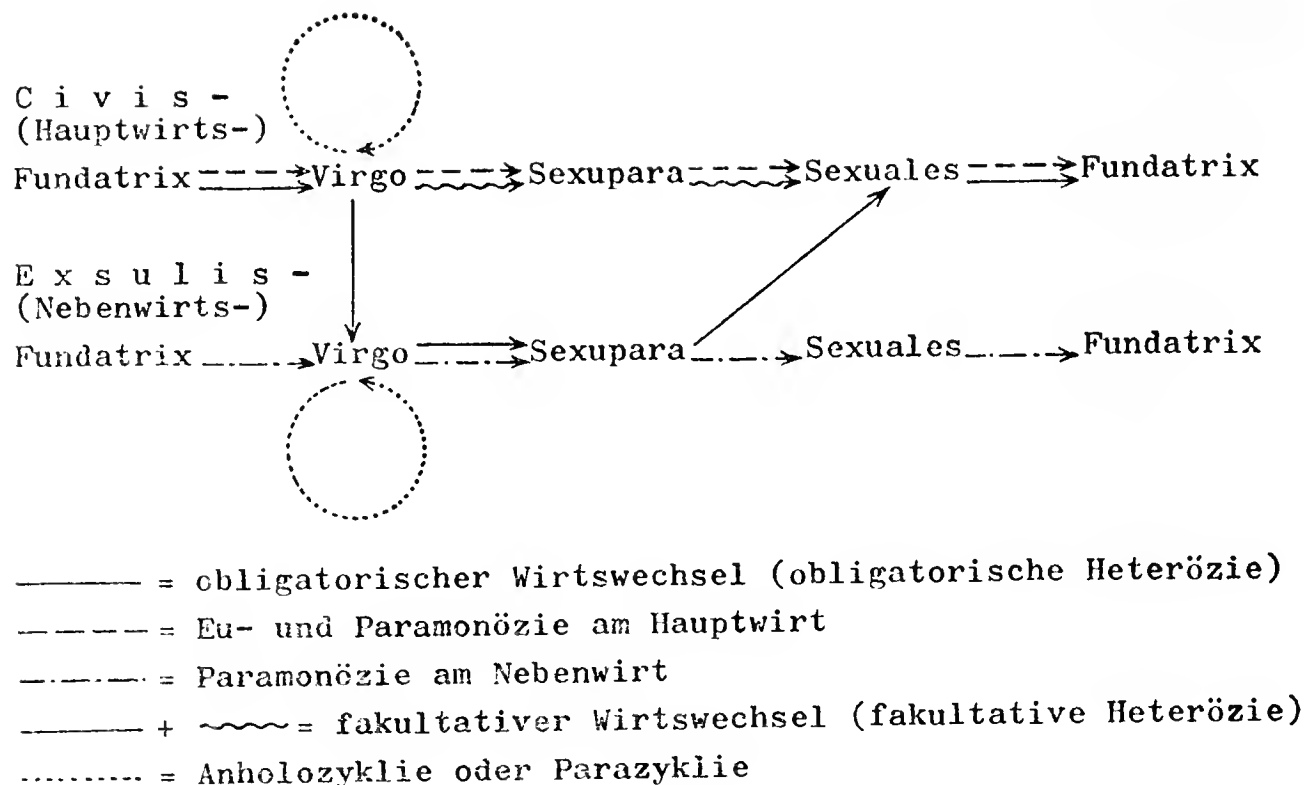 C i v i s -
(Hauptwirts-)
Fundatrix Virgo Sexupara Sexuales Fundatrix
E x s u l i s -
(Nebenwirts-)
Fundatrix Virgo Sexupara Sexuales Fundatrix
= obligatorischer Wirtswechsel (obligatorische Heterözie)
= Eu- und Paramonözie am Hauptwirt
= Paramonözie am Nebenwirt
+ = fakultativer Wirtswechsel (fakultative Heterözie)
= Anholozyklie oder Parazyklie